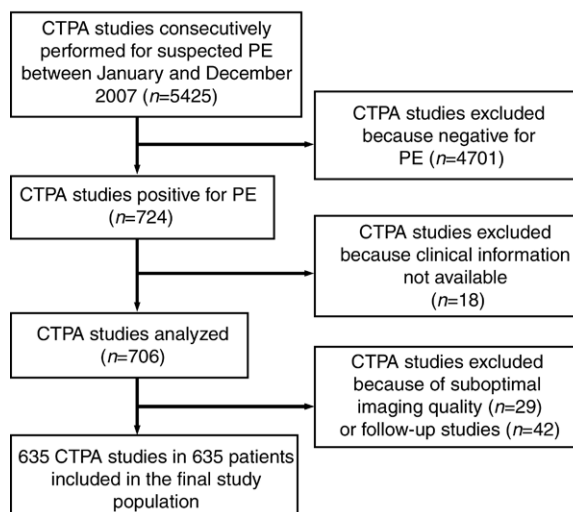 CTPA studies consecutively
performed for suspected PE
between January and December
2007 (n=5425)
CTPA studies excluded
because negative for
PE (n=4701)
CTPA studies positive for PE
(n=724)
CTPA studies excluded
because clinical information
not available
(n=18)
CTPA studies analyzed
(n=706)
CTPA studies excluded
because of suboptimal
imaging quality (n=29)
or follow-up studies (n=42)
635 CTPA studies in 635 patients
included in the final study
population